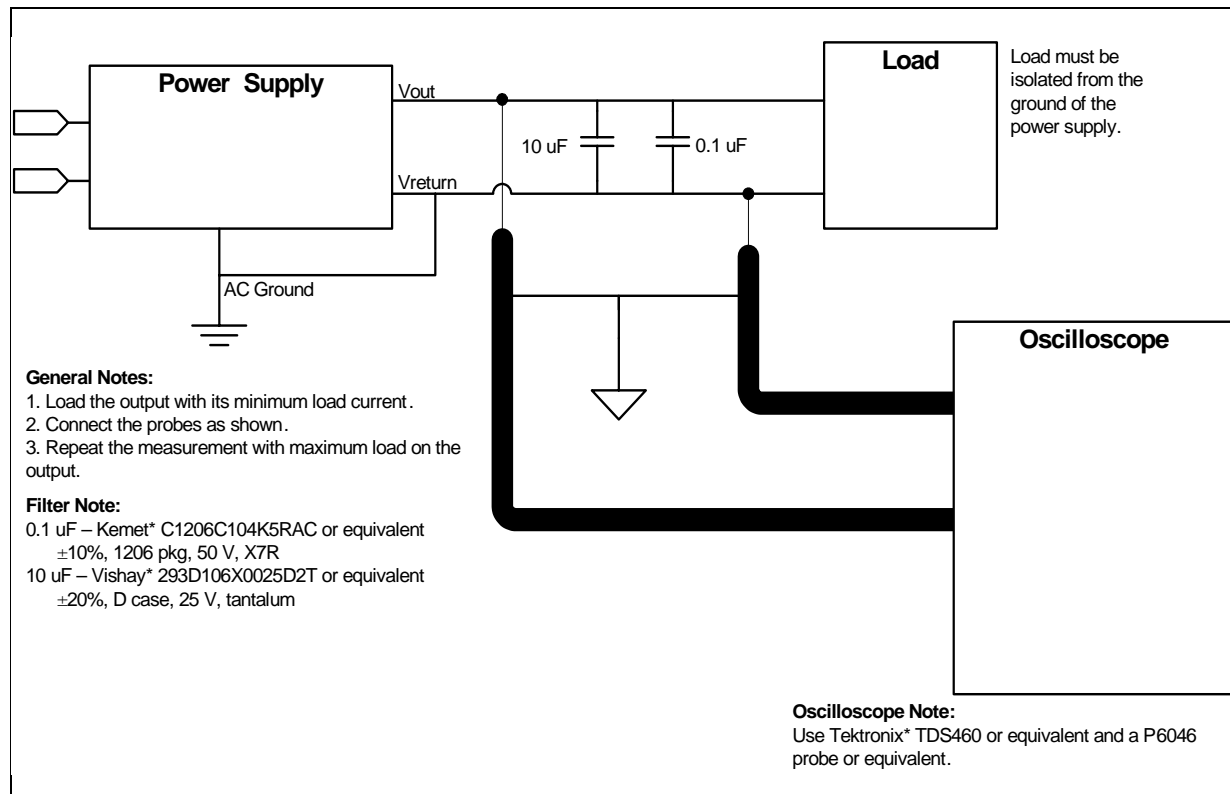 Power Supply
Vout
Vreturn
10 uF
0.1 uF
Load
Load must be
isolated from the
ground of the
power supply.
AC Ground
Oscilloscope
General Notes:
1. Load the output with its minimum load current.
2. Connect the probes as shown.
3. Repeat the measurement with maximum load on the
output.
Filter Note:
0.1 uF – Kemet* C1206C104K5RAC or equivalent
±10%, 1206 pkg, 50 V, X7R
10 uF – Vishay* 293D106X0025D2T or equivalent
±20%, D case, 25 V, tantalum
Oscilloscope Note:
Use Tektronix* TDS460 or equivalent and a P6046
probe or equivalent.